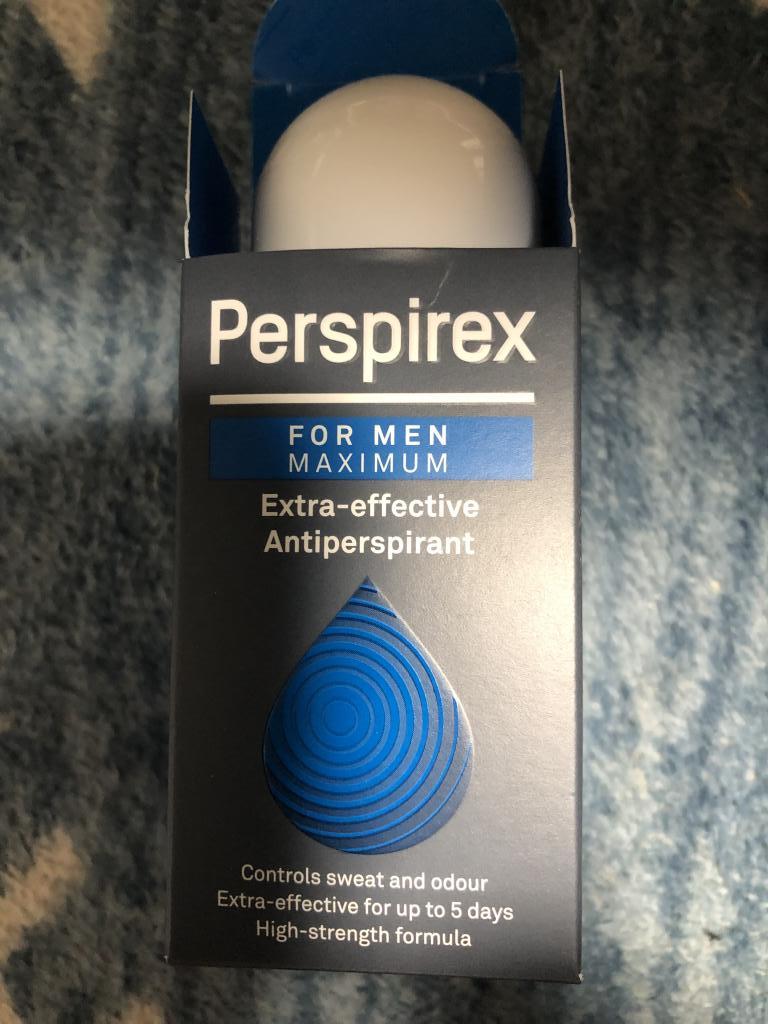 Perspirex
FOR MEN
MAXIMUM
Extra-effective
Antiperspirant
Controls sweat and odour
Extra-effective for up to 5 days
High-strength formula